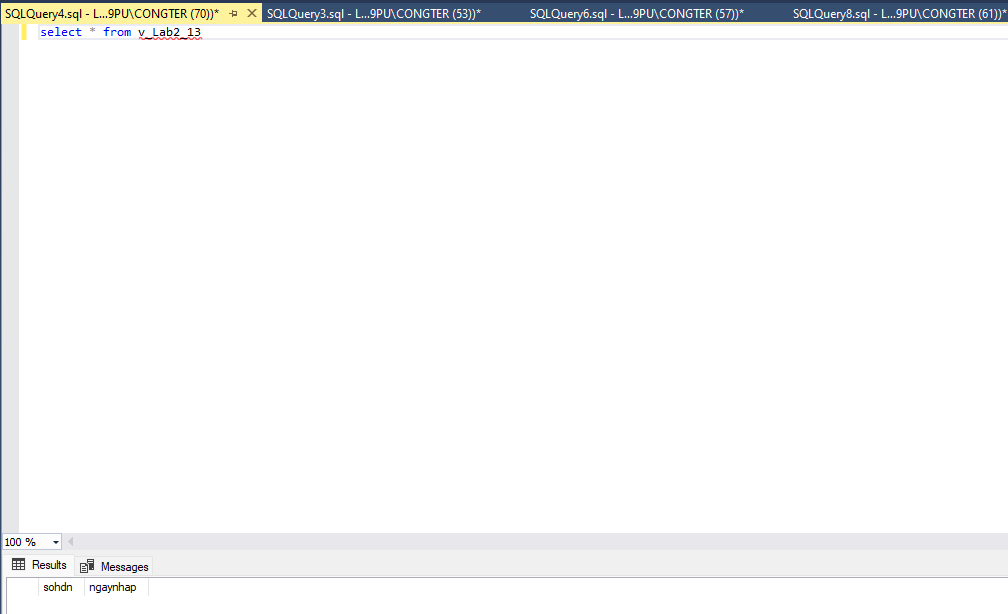 SQLQuery4.sql - L...9PU\CONGTER (70))* SQLQuery3.sql - L...9PU\CONGTER (53))* SQLQuery6.sql - L...9PU\CONGTER (57))* SQLQuery8.sql - L...9PU\CONGTER (61))*
select * from v_Lab2_13
100 %
Results Messages
sohdn ngaynhap